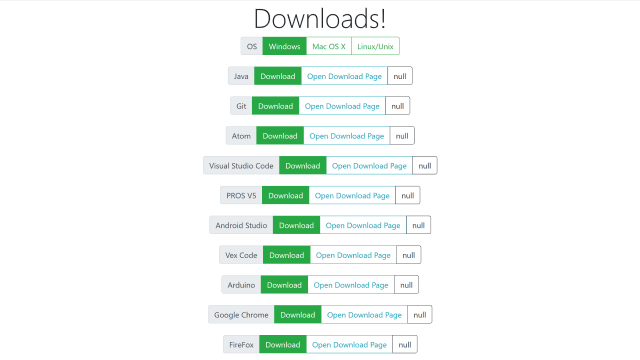 Downloads!
OS Windows Mac OS X Linux/Unix
Java Download Open Download Page null
Git Download Open Download Page null
Atom Download Open Download Page null
Visual Studio Code Download Open Download Page null
PROS VS Download Open Download Page null
Android Studio Download Open Download Page null
Vex Code Download Open Download Page null
Arduino Download Open Download Page null
Google Chrome Download Open Download Page null
FireFox Download Open Download Page null